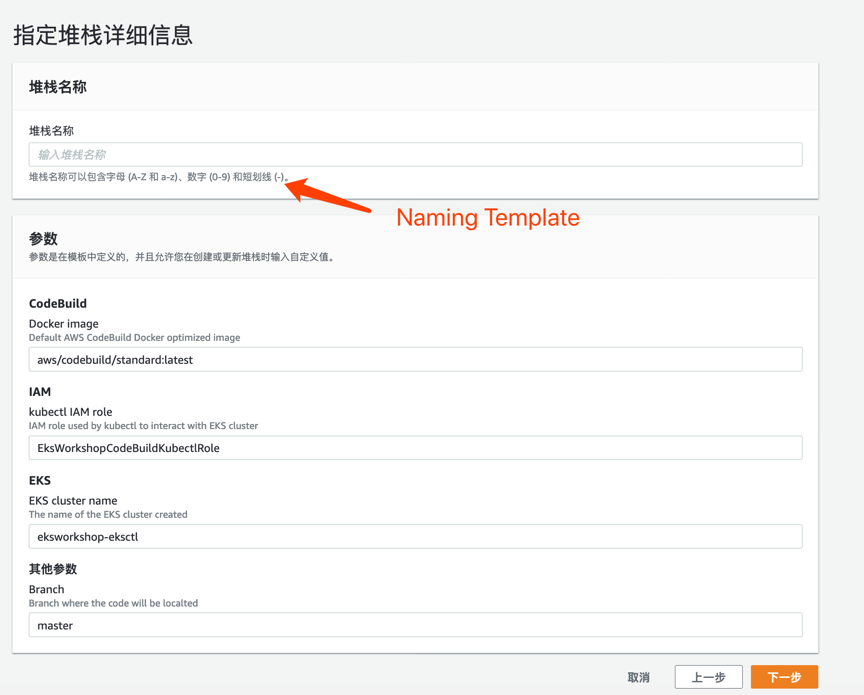 指定堆栈详细信息
堆栈名称
堆栈名称
输入堆栈名称
堆栈名称可以包含字母 (A-Z 和 a-z)、数字 (0-9) 和短划线 (-)。
Naming Template
参数
参数是在模板中定义的，并且允许您在创建或更新堆栈时输入自定义值。
CodeBuild
Docker image
Default AWS CodeBuild Docker optimized image
aws/codebuild/standard:latest
IAM
kubectl IAM role
IAM role used by kubectl to interact with EKS cluster
EksWorkshopCodeBuildKubectlRole
EKS
EKS cluster name
The name of the EKS cluster created
eksworkshop-eksctl
其他参数
Branch
Branch where the code will be localted
master
取消 上一步 下一步